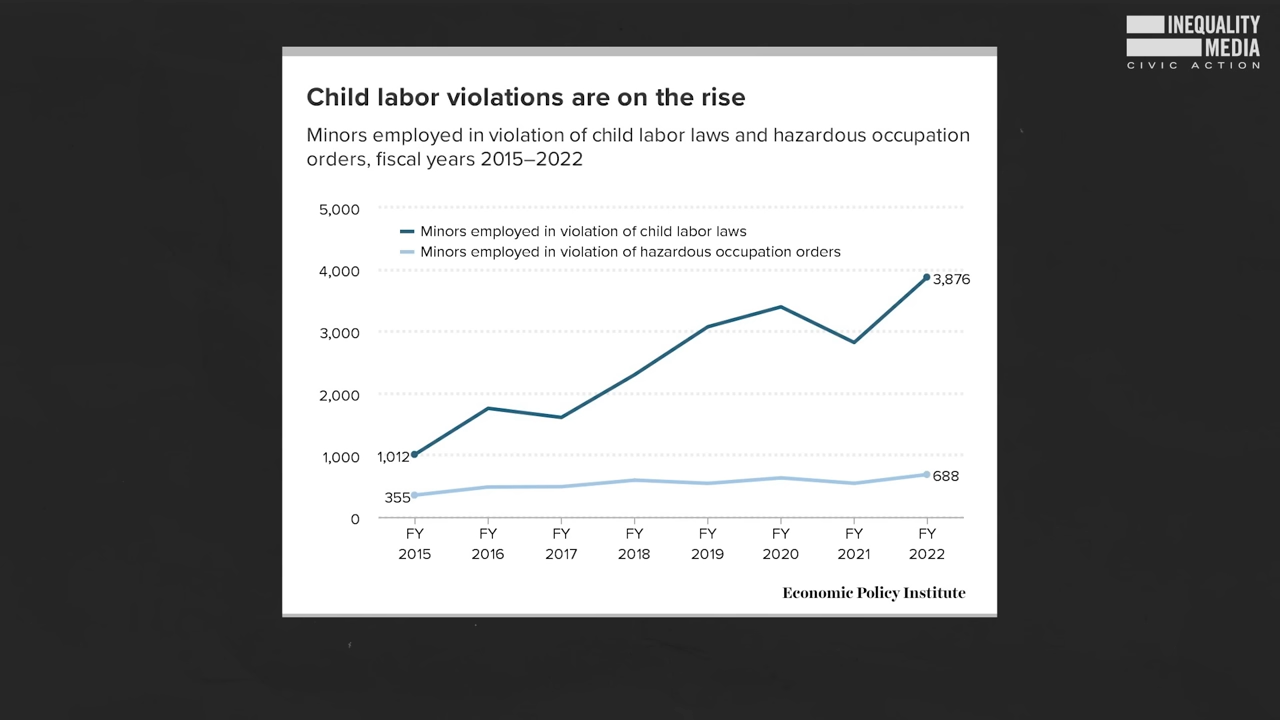 INEQUALITY
MEDIA
CIVIC ACTION
Child labor violations are on the rise
Minors employed in violation of child labor laws and hazardous occupation
orders, fiscal years 2015–2022
5,000
Minors employed in violation of child labor laws
Minors employed in violation of hazardous occupation orders
4,000
3,876
3,000
2,000
1,000
1,012
688
355
0
FY FY FY FY FY FY FY FY
2015 2016 2017 2018 2019 2020 2021 2022
Economic Policy Institute